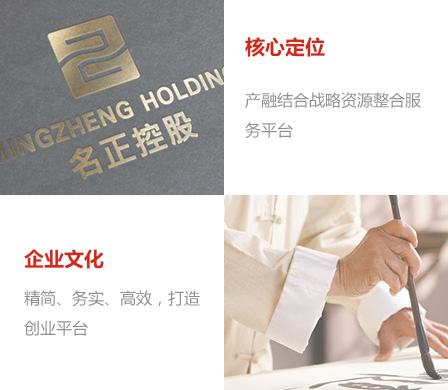 MINGZHENG HOLDING
名正控股
核心定位
产融结合战略资源整合服
务平台
企业文化
精简、务实、高效，打造
创业平台